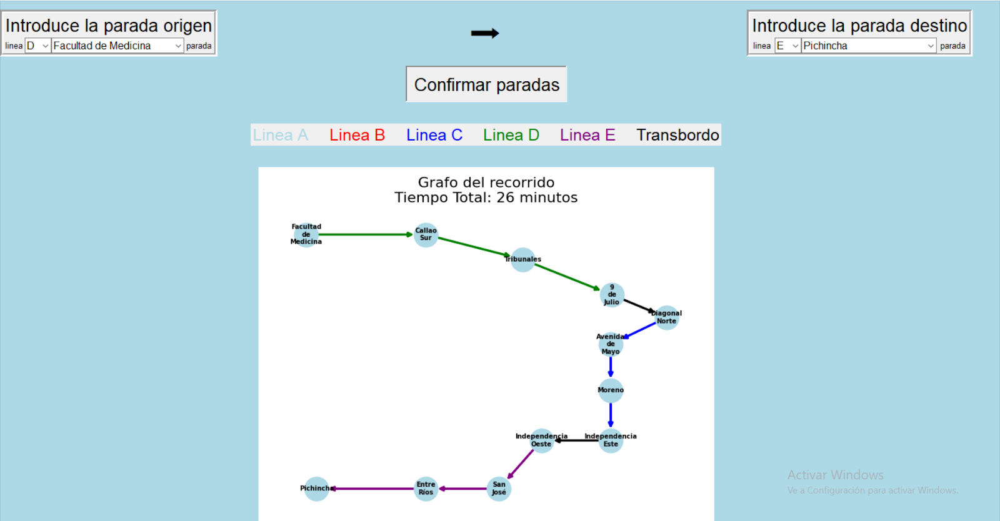 Introduce la parada origen
linea D Facultad de Medicina parada
Introduce la parada destino
linea E Pichincha parada
Confirmar paradas
Linea A Linea B Linea C Linea D Linea E Transbordo
Grafo del recorrido
Tiempo Total: 26 minutos
Facultad
de
Medicina
Callao
Sur
Tribunales
9
de
Julio
Diagonal
Norte
Avenida
de
Mayo
Moreno
Independencia
Oeste
Independencia
Este
Pichincha
Entre
Ríos
San
José
Activar Windows
Ve a Configuración para activar Windows.